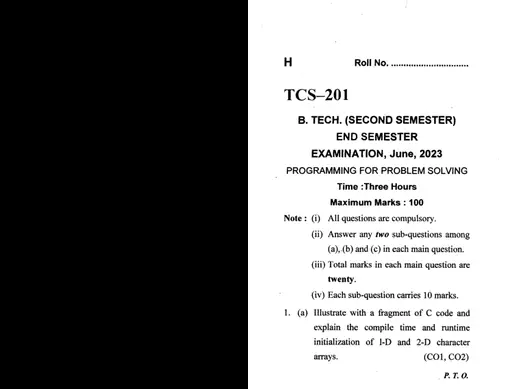 H Roll No. ..............................
TCS–201
B. TECH. (SECOND SEMESTER)
END SEMESTER
EXAMINATION, June, 2023
PROGRAMMING FOR PROBLEM SOLVING
Time :Three Hours
Maximum Marks : 100
Note : (i) All questions are compulsory.
(ii) Answer any two sub-questions among
(a), (b) and (c) in each main question.
(iii) Total marks in each main question are
twenty.
(iv) Each sub-question carries 10 marks.
1. (a) Illustrate with a fragment of C code and
explain the compile time and runtime
initialization of 1-D and 2-D character
arrays. (CO1, CO2)
P. T. O.